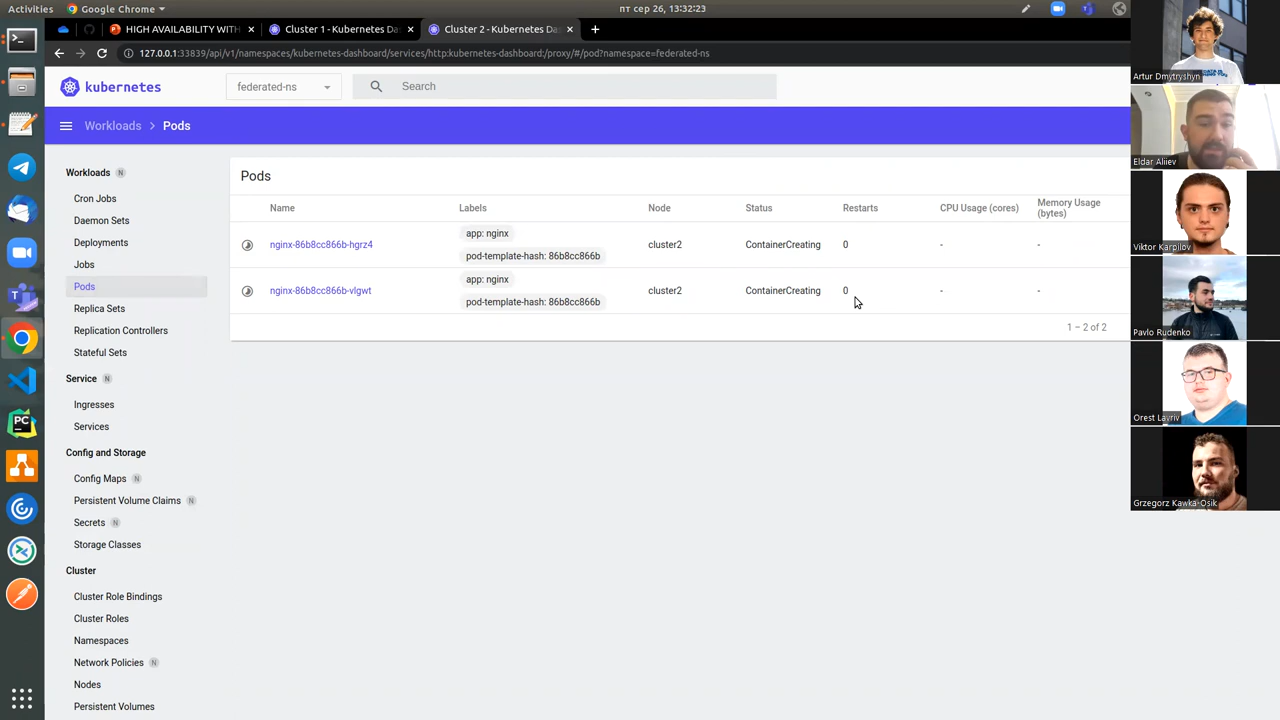 Activities
Google Chrome
пт сер 26, 13:32:23
HIGH AVAILABILITY WITH
Cluster 1 - Kubernetes Das
Cluster 2 - Kubernetes Das
127.0.0.1:33839/api/v1/namespaces/kubernetes-dashboard/services/http:kubernetes-dashboard:/proxy/#/pod?namespace=federated-ns
kubernetes
federated-ns
Search
Workloads > Pods
Workloads N
Cron Jobs
Daemon Sets
Deployments
Jobs
Pods
Replica Sets
Replication Controllers
Stateful Sets
Service N
Ingresses
Services
Config and Storage
Config Maps N
Persistent Volume Claims N
Secrets N
Storage Classes
Cluster
Cluster Role Bindings
Cluster Roles
Namespaces
Network Policies N
Nodes
Persistent Volumes
Pods
Name Labels Node Status Restarts CPU Usage (cores) Memory Usage
(bytes)
nginx-86b8cc866b-hgrz4 app: nginx cluster2 ContainerCreating 0 - -
pod-template-hash: 86b8cc866b
nginx-86b8cc866b-vlgwt app: nginx cluster2 ContainerCreating 0 - -
pod-template-hash: 86b8cc866b
1 – 2 of 2
Artur Dmytryshyn
Eldar Aliiev
Viktor Karpilov
Pavlo Rudenko
Orest Lavriv
Grzegorz Kawka-Osik